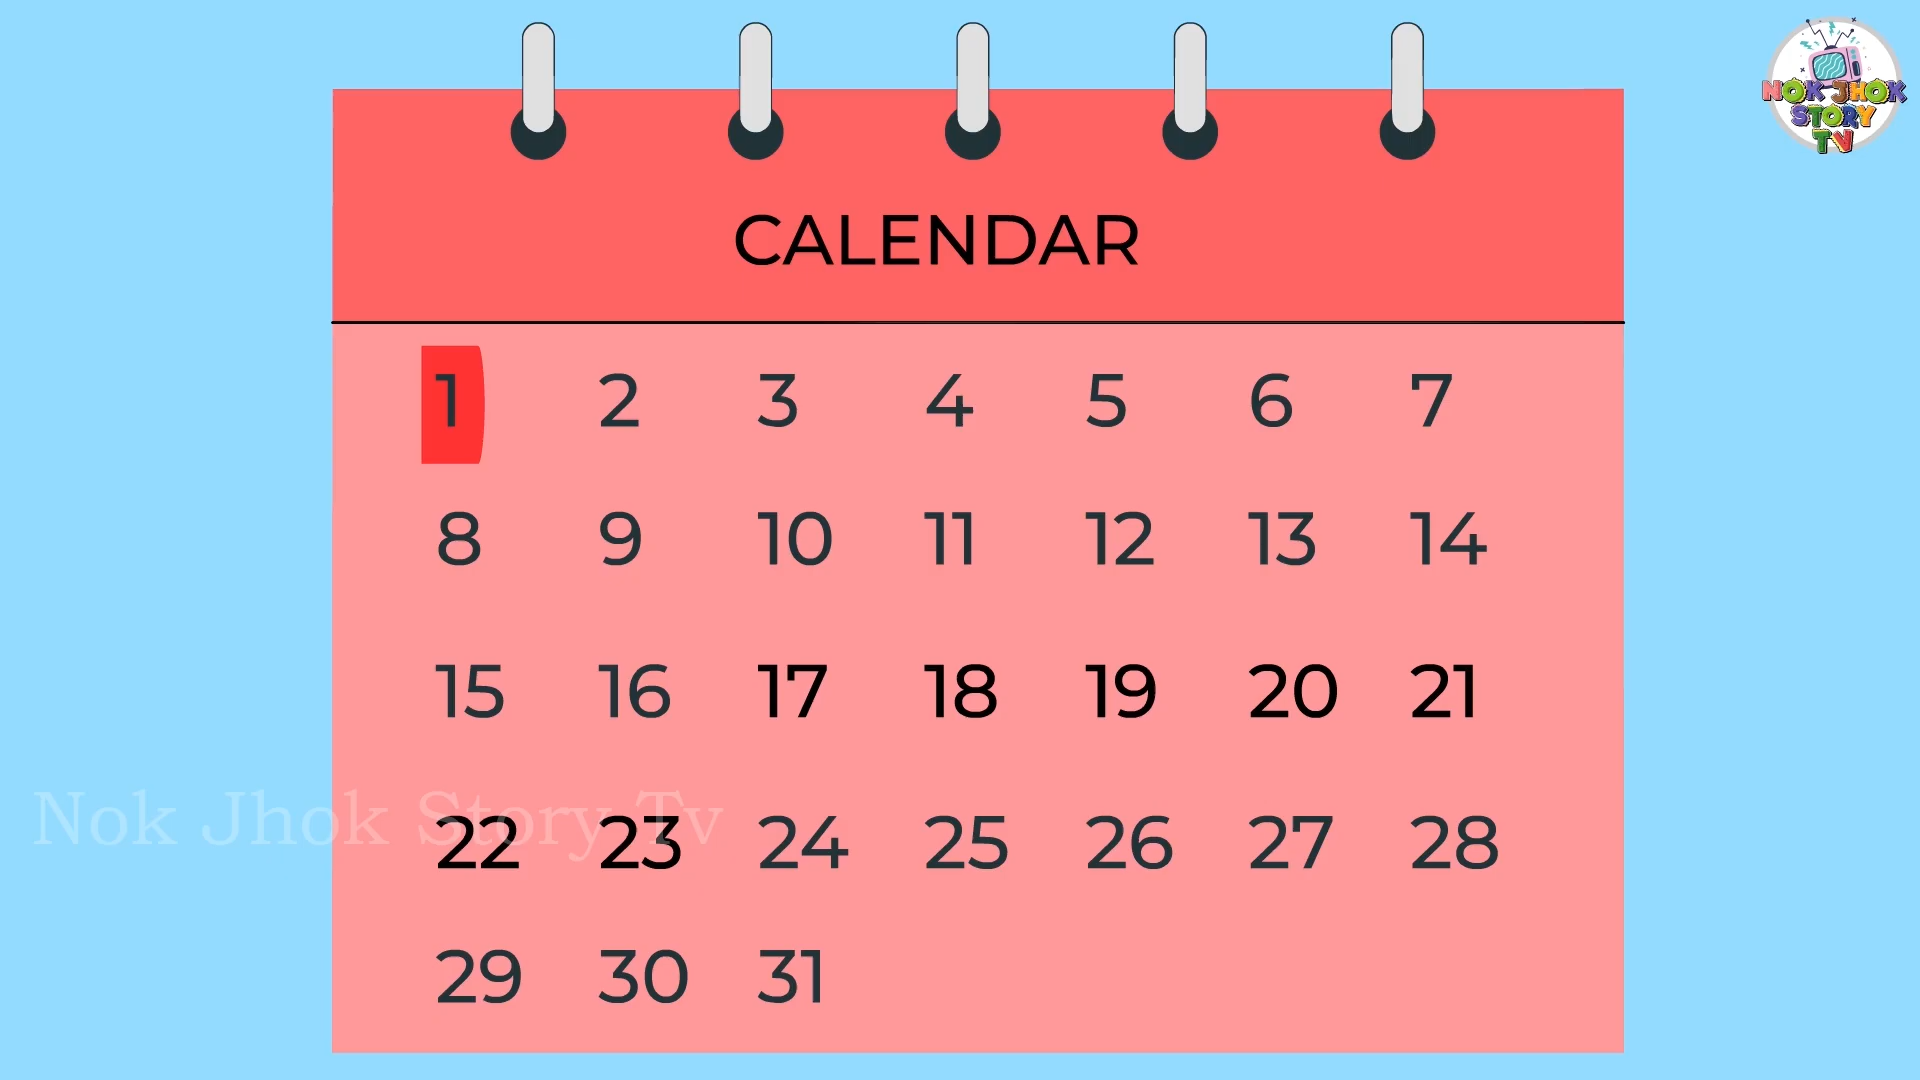 NOK JHOK
STORY
TV
CALENDAR
1 2 3 4 5 6 7
8 9 10 11 12 13 14
15 16 17 18 19 20 21
Nok Jhok Story Tv
22 23 24 25 26 27 28
29 30 31